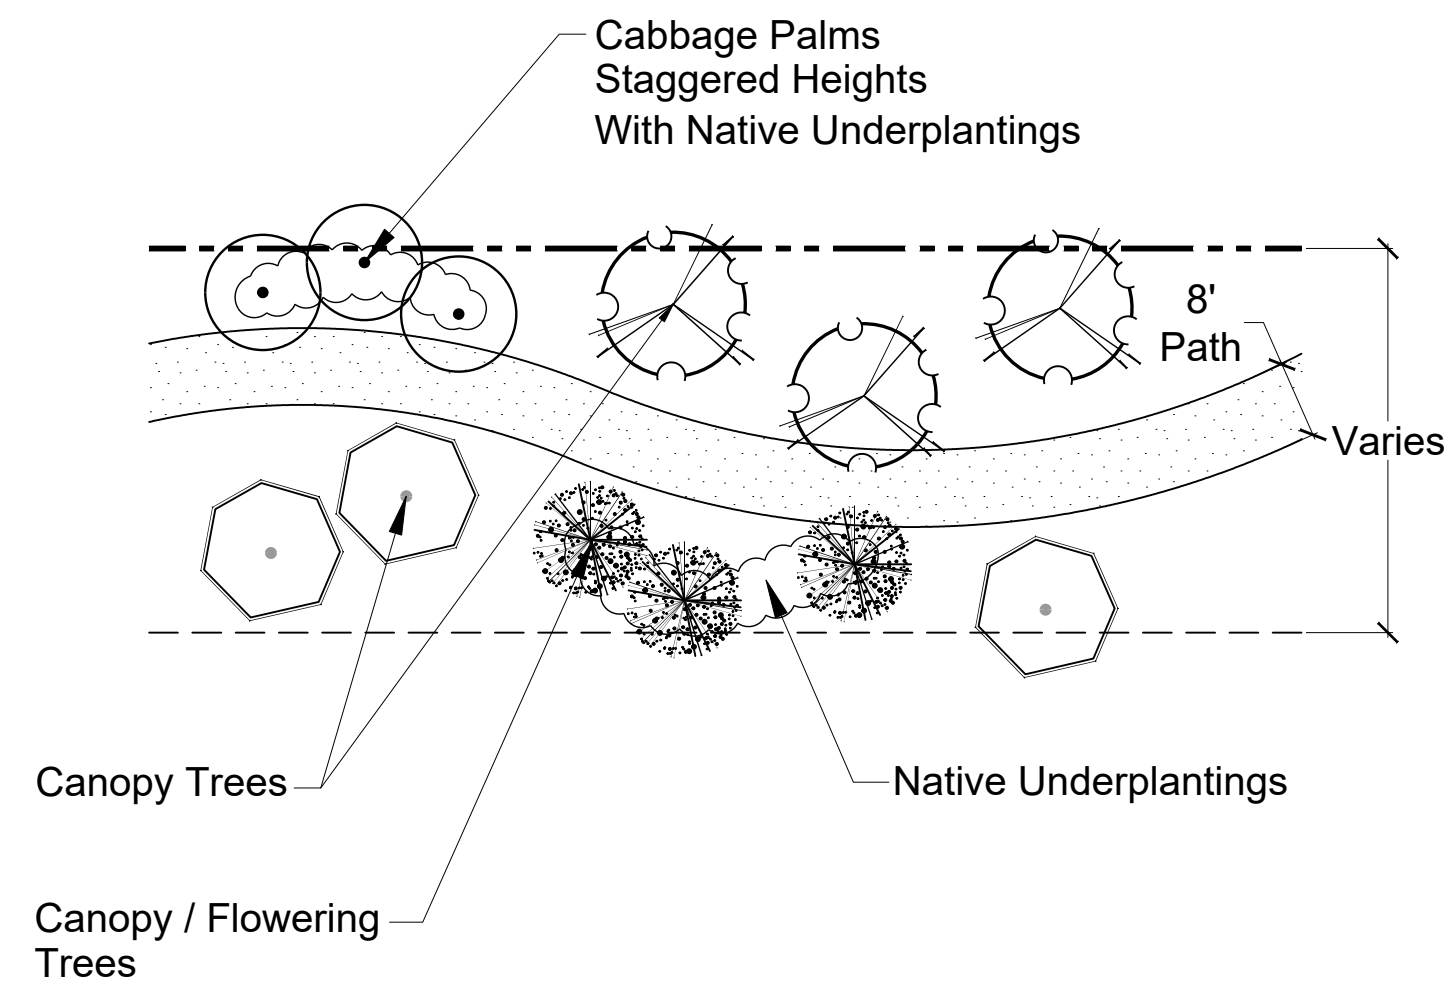 Cabbage Palms
Staggered Heights
With Native Underplantings
8'
Path
Varies
Canopy Trees
Native Underplantings
Canopy / Flowering
Trees